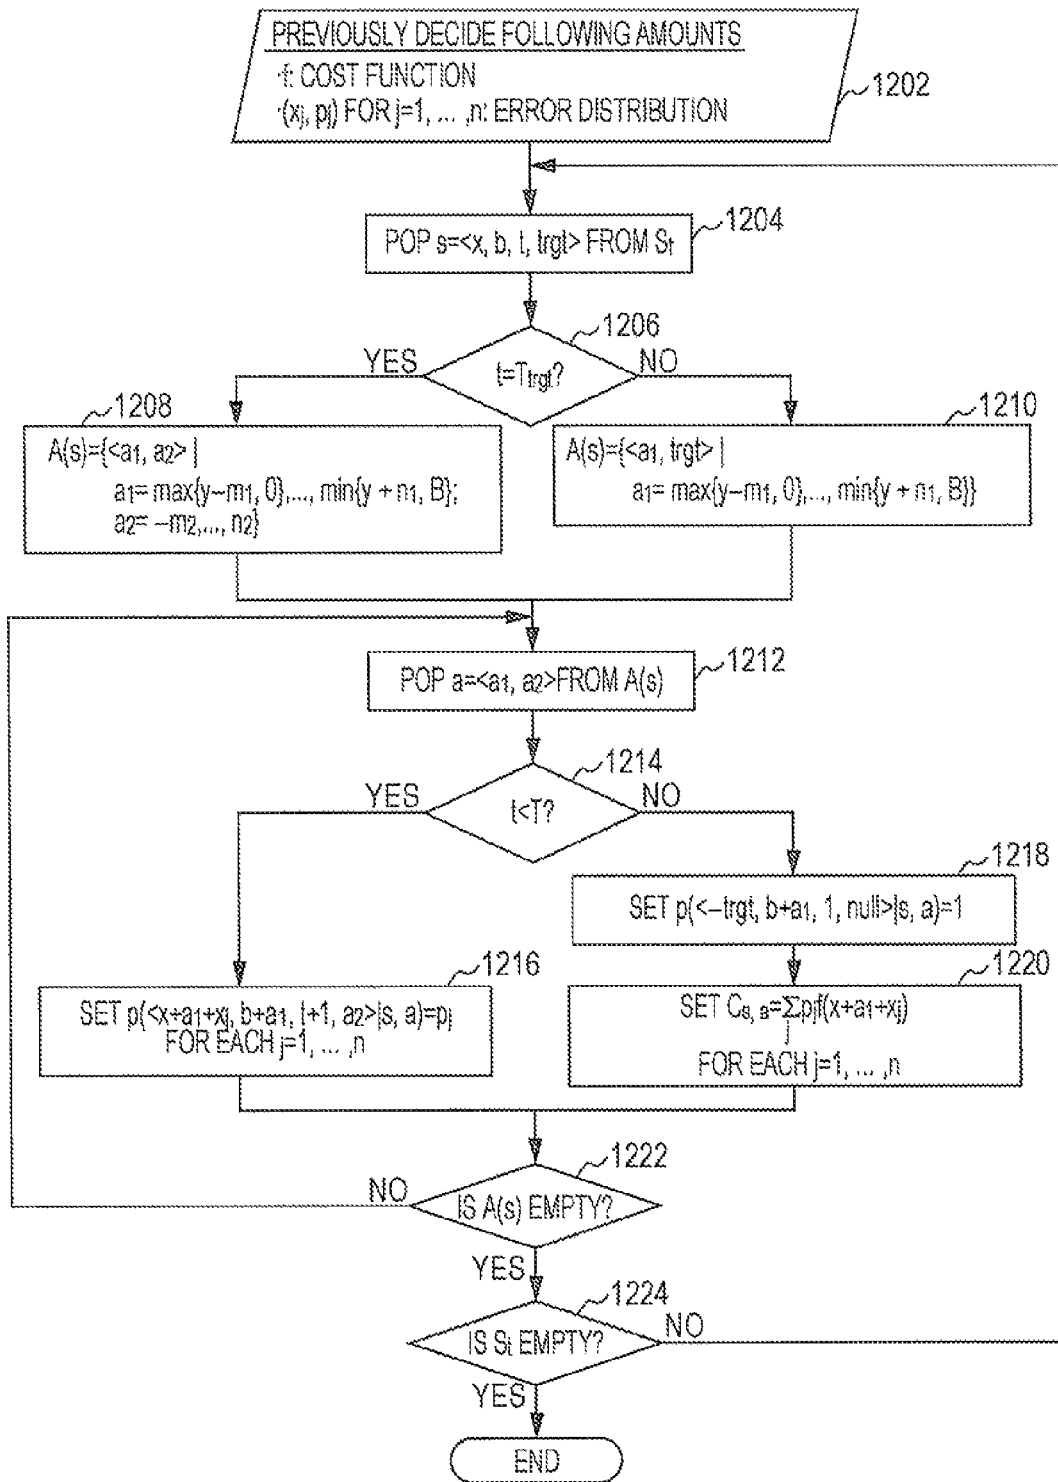 PREVIOUSLY DECIDE FOLLOWING AMOUNTS
·f: COST FUNCTION
·(xj, pj) FOR j=1, ... ,n: ERROR DISTRIBUTION
1202
1204
POP s=<x, b, t, trgt> FROM St
1206
YES
t=Ttrgt?
NO
1208
A(s)={<a1, a2> |
a1= max{y−m1, 0},..., min{y + n1, B};
a2= −m2,..., n2}
1210
A(s)={<a1, trgt> |
a1= max{y−m1, 0},..., min{y + n1, B}}
1212
POP a=<a1, a2>FROM A(s)
1214
YES
t<T?
NO
1218
SET p(<−trgt, b+a1, 1, null>|s, a)=1
1216
SET p(<x+a1+xj, b+a1, t+1, a2>|s, a)=pj
FOR EACH j=1, ... ,n
1220
SET Cs, a=∑pjf(x+a1+xj)
j
FOR EACH j=1, ... ,n
1222
NO
IS A(s) EMPTY?
YES
1224
IS St EMPTY?
NO
YES
END